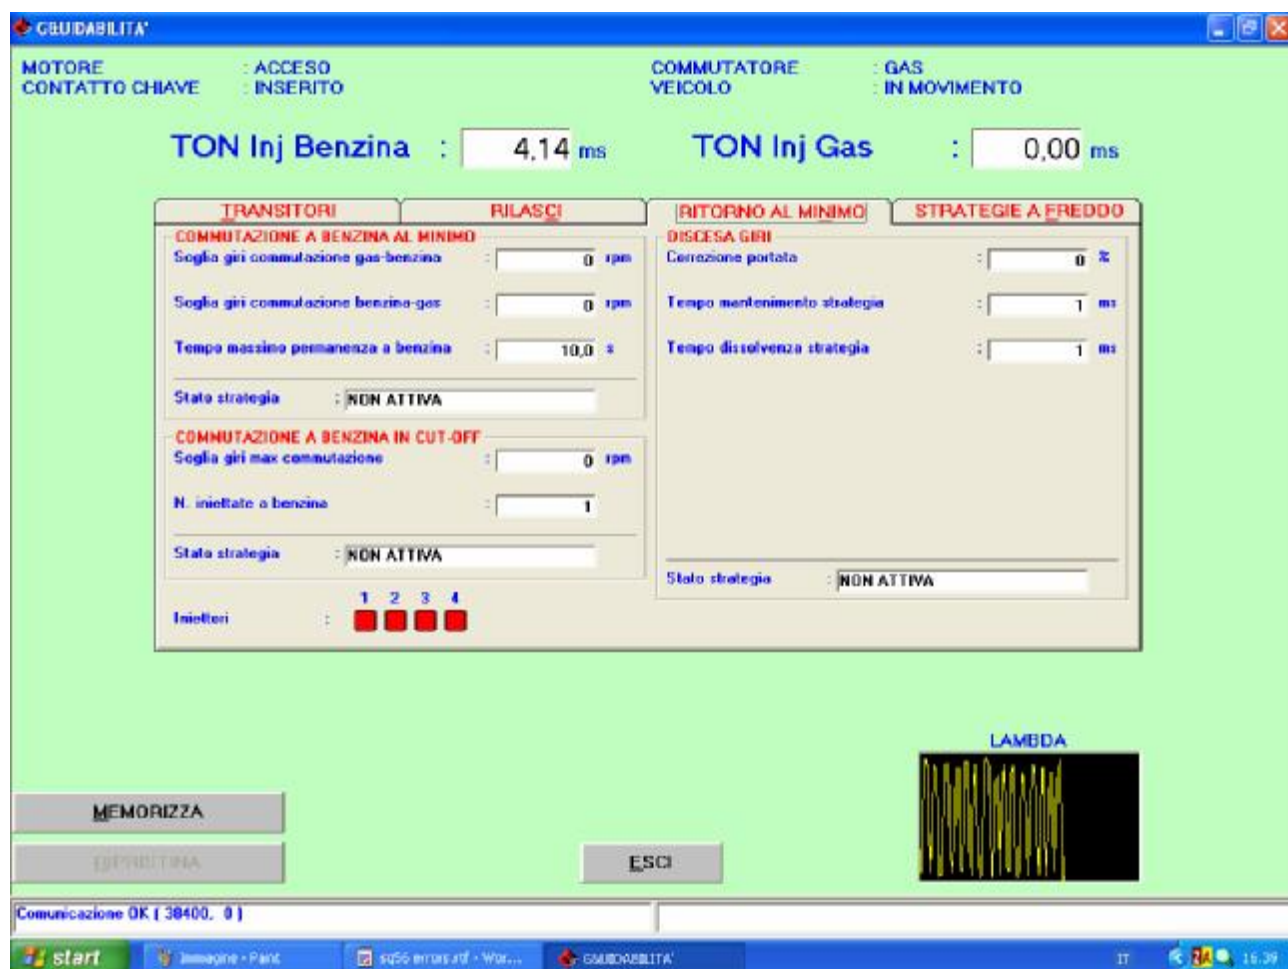 MOTORE : ACCESO COMMUTATORE : GAS
CONTATTO CHIAVE : INSERITO VEICOLO : IN MOVIMENTO
TON Inj Benzina : 4,14 ms TON Inj Gas : 0,00 ms
TRANSITORI RILASCI RITORNO AL MINIMO STRATEGIE A FREDDO
COMMUTAZIONE A BENZINA AL MINIMO DISCESA GIRI
Soglia giri commutazione gas-benzina : 0 rpm Correzione portata : 0 %
Soglia giri commutazione benzina-gas : 0 rpm Tempo mantenimento strategia : 1 ms
Tempo massimo permanenza a benzina : 10,0 s Tempo dissolvenza strategia : 1 ms
Stato strategia : NON ATTIVA
COMMUTAZIONE A BENZINA IN CUT-OFF
Soglia giri max commutazione : 0 rpm
N. iniettate a benzina : 1
Stato strategia : NON ATTIVA Stato strategia : NON ATTIVA
1 2 3 4
Iniettori :
LAMBDA
MEMORIZZA
RIPRISTINA ESCI
Comunicazione OK ( 38400, 0 )
start Immagine - Paint sq56 errors.rtf - Wor... IT 16.39